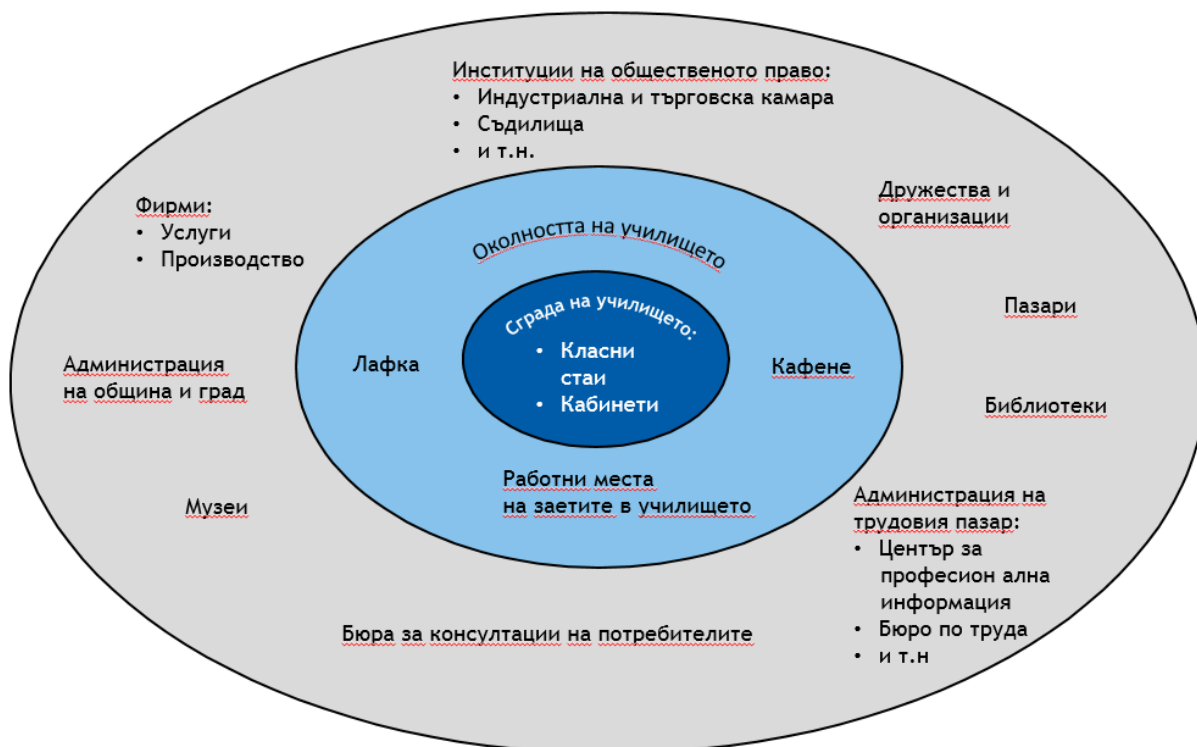 Институции на общественото право:
• Индустриална и търговска камара
• Съдилища
• и т.н.
Фирми:
• Услуги
• Производство
Дружества и
организации
Околността на училището
Сграда на училището:
• Класни
стаи
• Кабинети
Лафка
Кафене
Пазари
Администрация
на община и град
Библиотеки
Музеи
Работни места
на заетите в училището
Администрация на
трудовия пазар:
• Център за
професион ална
информация
• Бюро по труда
• и т.н
Бюра за консултации на потребителите